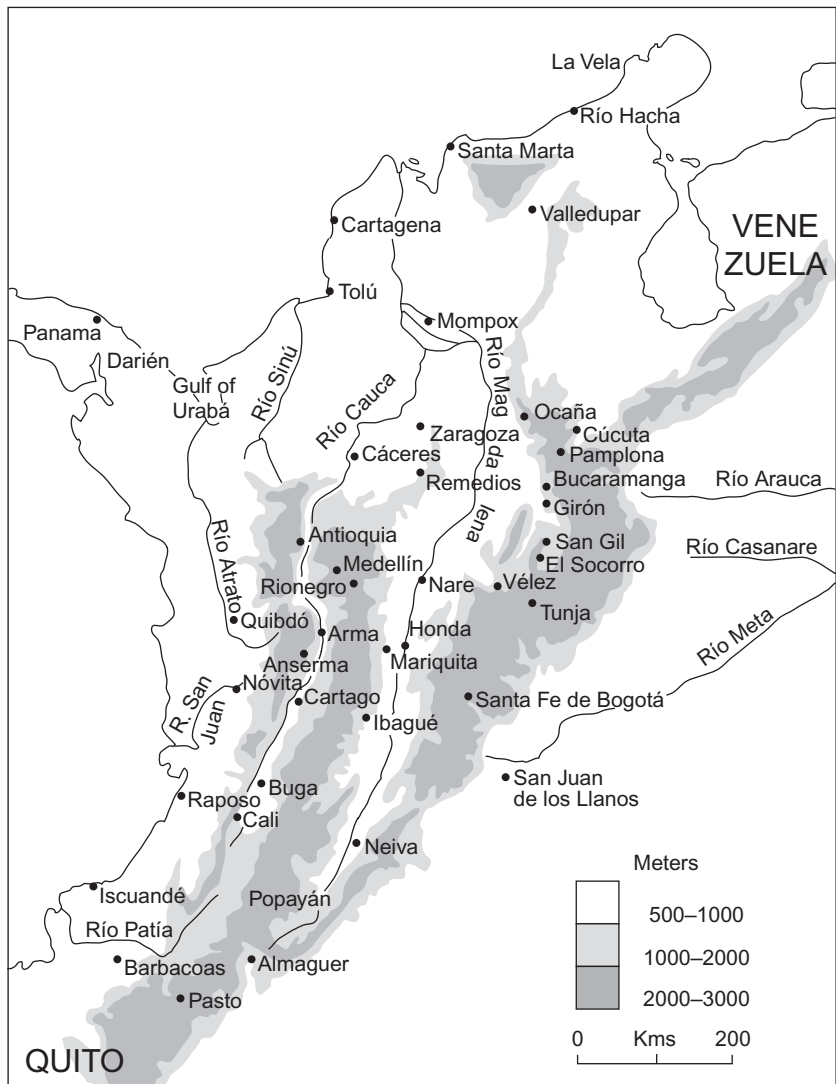 La Vela
Río Hacha
Santa Marta
Valledupar
Cartagena
VENE
ZUELA
Tolú
Panama
Mompox
Darién
Gulf of
Urabá
Río Sinú
Río Cauca
Río Mag
da
lena
Ocaña
Zaragoza
Cúcuta
Cáceres
Pamplona
Remedios
Bucaramanga
Río Arauca
Girón
Antioquia
San Gil
Río Casanare
El Socorro
Río Atrato
Medellín
Rionegro
Nare
Vélez
Tunja
Quibdó
Arma
Honda
Río Meta
Anserma
Mariquita
Nóvita
R. San
Juan
Cartago
Santa Fe de Bogotá
Ibagué
San Juan
de los Llanos
Buga
Raposo
Cali
Neiva
Iscuandé
Popayán
Río Patía
Barbacoas
Almaguer
Pasto
QUITO
Meters
500–1000
1000–2000
2000–3000
0 Kms 200